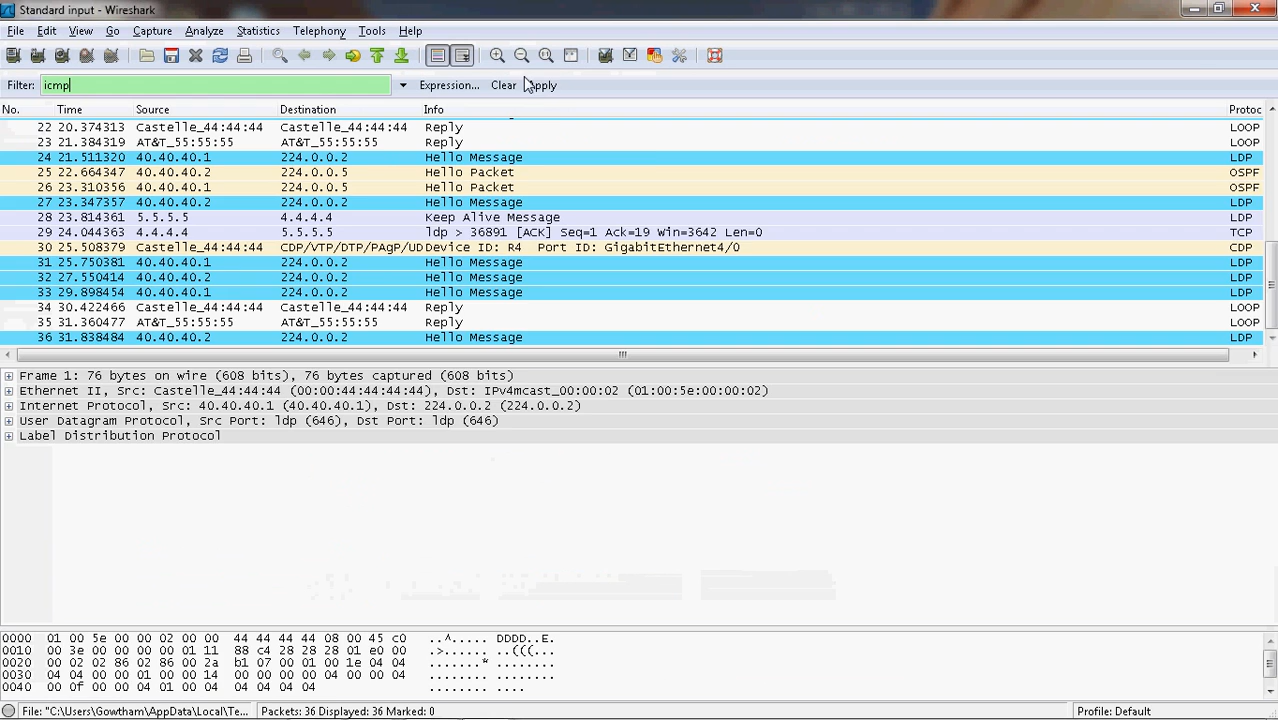 Standard input - Wireshark
File Edit View Go Capture Analyze Statistics Telephony Tools Help
Filter: icmp Expression... Clear Apply
No. Time Source Destination Info Protoc
22 20.374313 Castelle_44:44:44 Castelle_44:44:44 Reply LOOP
23 21.384319 AT&T_55:55:55 AT&T_55:55:55 Reply LOOP
24 21.511320 40.40.40.1 224.0.0.2 Hello Message LDP
25 22.664347 40.40.40.2 224.0.0.5 Hello Packet OSPF
26 23.310356 40.40.40.1 224.0.0.5 Hello Packet OSPF
27 23.347357 40.40.40.2 224.0.0.2 Hello Message LDP
28 23.814361 5.5.5.5 4.4.4.4 Keep Alive Message LDP
29 24.044363 4.4.4.4 5.5.5.5 ldp > 36891 [ACK] Seq=1 Ack=19 Win=3642 Len=0 TCP
30 25.508379 Castelle_44:44:44 CDP/VTP/DTP/PAgP/UD Device ID: R4 Port ID: GigabitEthernet4/0 CDP
31 25.750381 40.40.40.1 224.0.0.2 Hello Message LDP
32 27.550414 40.40.40.2 224.0.0.2 Hello Message LDP
33 29.898454 40.40.40.1 224.0.0.2 Hello Message LDP
34 30.422466 Castelle_44:44:44 Castelle_44:44:44 Reply LOOP
35 31.360477 AT&T_55:55:55 AT&T_55:55:55 Reply LOOP
36 31.838484 40.40.40.2 224.0.0.2 Hello Message LDP
Frame 1: 76 bytes on wire (608 bits), 76 bytes captured (608 bits)
Ethernet II, Src: Castelle_44:44:44 (00:00:44:44:44:44), Dst: IPv4mcast_00:00:02 (01:00:5e:00:00:02)
Internet Protocol, Src: 40.40.40.1 (40.40.40.1), Dst: 224.0.0.2 (224.0.0.2)
User Datagram Protocol, Src Port: ldp (646), Dst Port: ldp (646)
Label Distribution Protocol
0000 01 00 5e 00 00 02 00 00 44 44 44 44 08 00 45 c0 ..^..... DDDD..E.
0010 00 3e 00 00 00 00 01 11 88 c4 28 28 28 01 e0 00 .>...... ..(((...
0020 00 02 02 86 02 86 00 2a b1 07 00 01 00 1e 04 04 .......* ........
0030 04 04 00 00 01 00 00 14 00 00 00 00 04 00 00 04 ........ ........
0040 00 0f 00 00 04 01 00 04 04 04 04 04 ........ ....
File: "C:\Users\Gowtham\AppData\Local\Te... Packets: 36 Displayed: 36 Marked: 0 Profile: Default